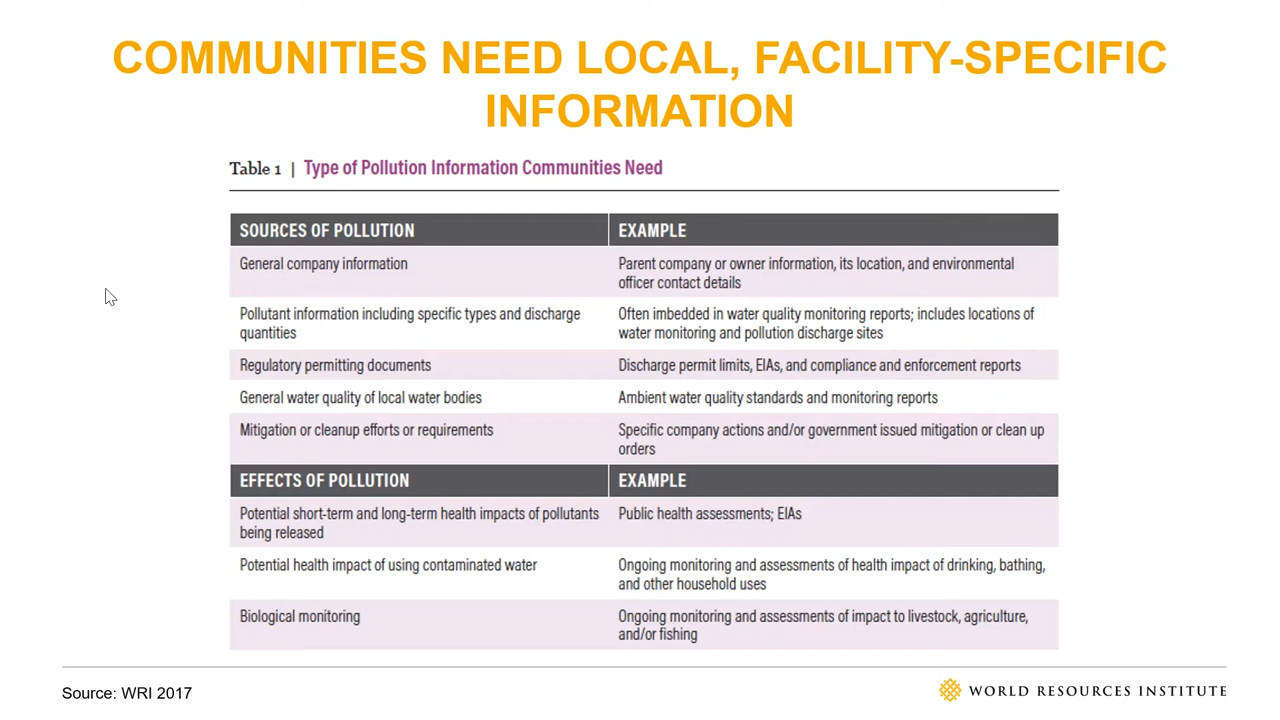 COMMUNITIES NEED LOCAL, FACILITY-SPECIFIC
INFORMATION
Table 1 | Type of Pollution Information Communities Need
SOURCES OF POLLUTION EXAMPLE
General company information
Parent company or owner information, its location, and environmental
officer contact details
Pollutant information including specific types and discharge
quantities
Often imbedded in water quality monitoring reports; includes locations of
water monitoring and pollution discharge sites
Regulatory permitting documents
Discharge permit limits, EIAs, and compliance and enforcement reports
General water quality of local water bodies
Ambient water quality standards and monitoring reports
Mitigation or cleanup efforts or requirements
Specific company actions and/or government issued mitigation or clean up
orders
EFFECTS OF POLLUTION EXAMPLE
Potential short-term and long-term health impacts of pollutants
being released
Public health assessments; EIAs
Potential health impact of using contaminated water
Ongoing monitoring and assessments of health impact of drinking, bathing,
and other household uses
Biological monitoring
Ongoing monitoring and assessments of impact to livestock, agriculture,
and/or fishing
Source: WRI 2017
WORLD RESOURCES INSTITUTE